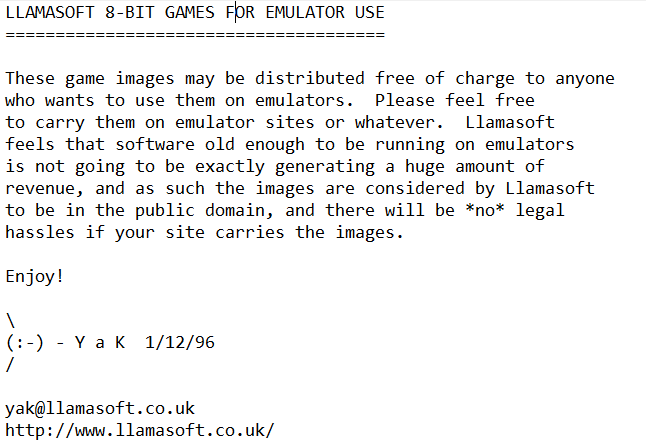 LLAMASOFT 8-BIT GAMES FOR EMULATOR USE
======================================
These game images may be distributed free of charge to anyone
who wants to use them on emulators.  Please feel free
to carry them on emulator sites or whatever.  Llamasoft
feels that software old enough to be running on emulators
is not going to be exactly generating a huge amount of
revenue, and as such the images are considered by Llamasoft
to be in the public domain, and there will be *no* legal
hassles if your site carries the images.
Enjoy!
\
(:-) - Y a K  1/12/96
/
yak@llamasoft.co.uk
http://www.llamasoft.co.uk/